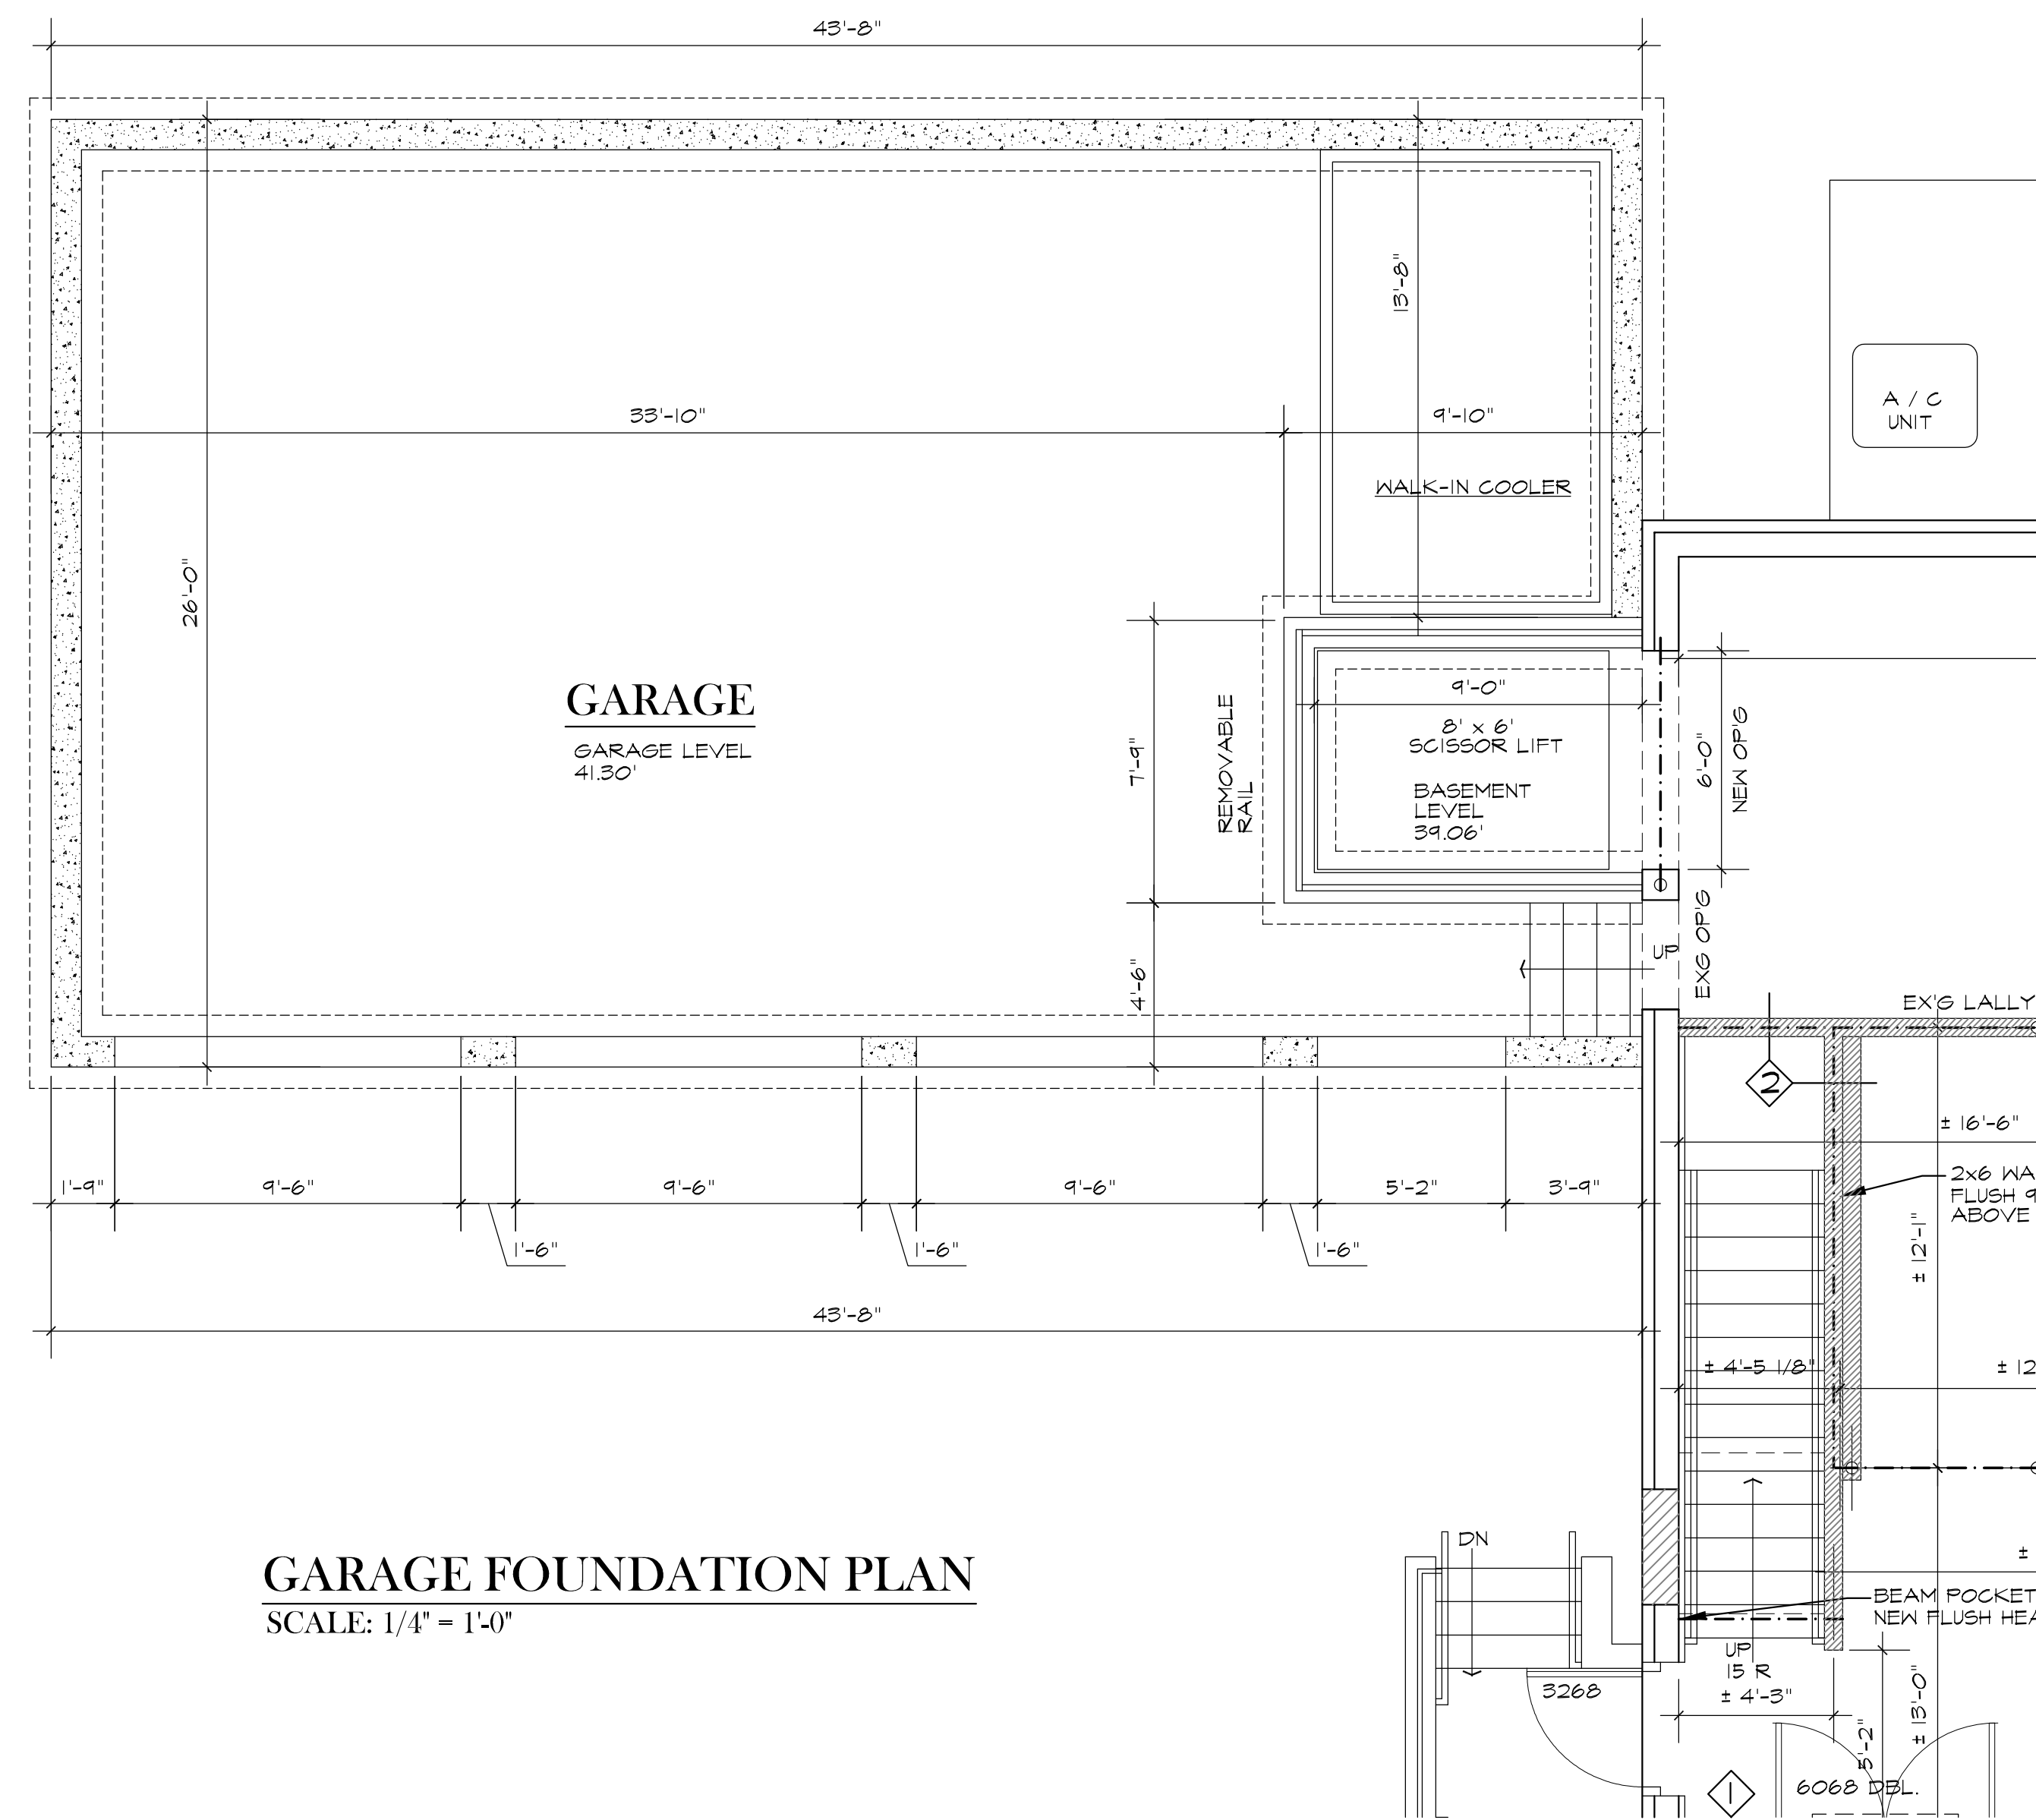 43'-8"
13'-8"
A / C
UNIT
33'-10"
9'-10"
WALK-IN COOLER
26'-0"
GARAGE
GARAGE LEVEL
41.30'
7'-9"
REMOVABLE
RAIL
9'-0"
8' x 6'
SCISSOR LIFT
BASEMENT
LEVEL
39.06'
6'-0"
NEW OP'G
EXG OP'G
UP
4'-6"
EX'G LALLY
2
± 16'-6"
2x6 WA
FLUSH 9
ABOVE
1'-9"
9'-6"
9'-6"
9'-6"
5'-2"
3'-9"
1'-6"
1'-6"
1'-6"
± 12'-1"
43'-8"
± 4'-5 1/8"
± 12
DN
±
GARAGE FOUNDATION PLAN
SCALE: 1/4" = 1'-0"
BEAM POCKET
NEW FLUSH HEA
UP
15 R
± 4'-3"
3268
5'-2"
± 13'-0"
1
6068 DBL.